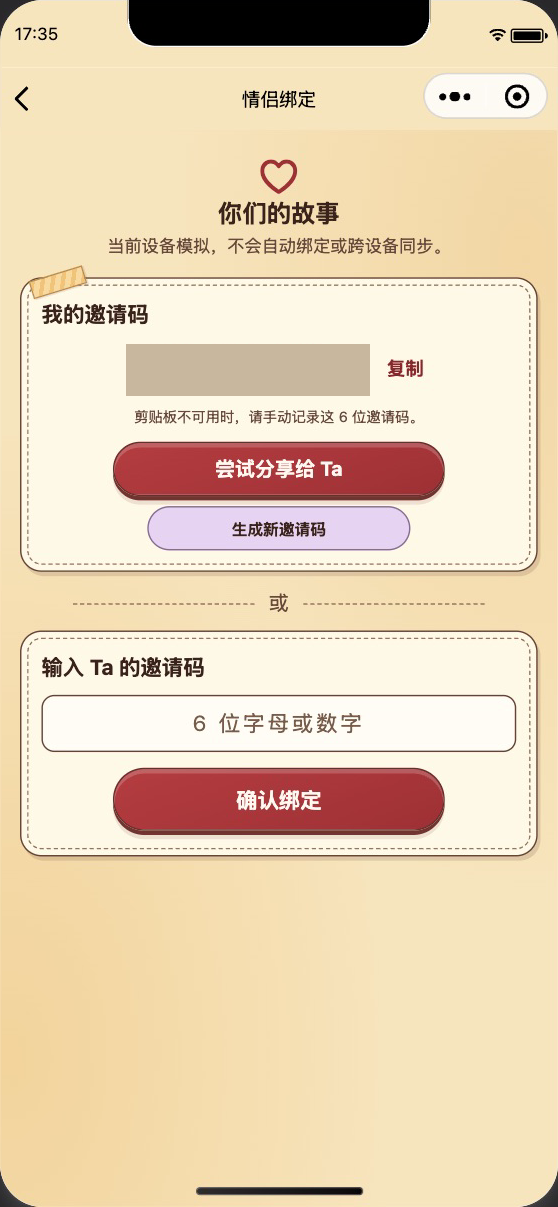 17:35
情侣绑定
你们的故事
当前设备模拟，不会自动绑定或跨设备同步。
我的邀请码
复制
剪贴板不可用时，请手动记录这 6 位邀请码。
尝试分享给 Ta
生成新邀请码
或
输入 Ta 的邀请码
6 位字母或数字
确认绑定